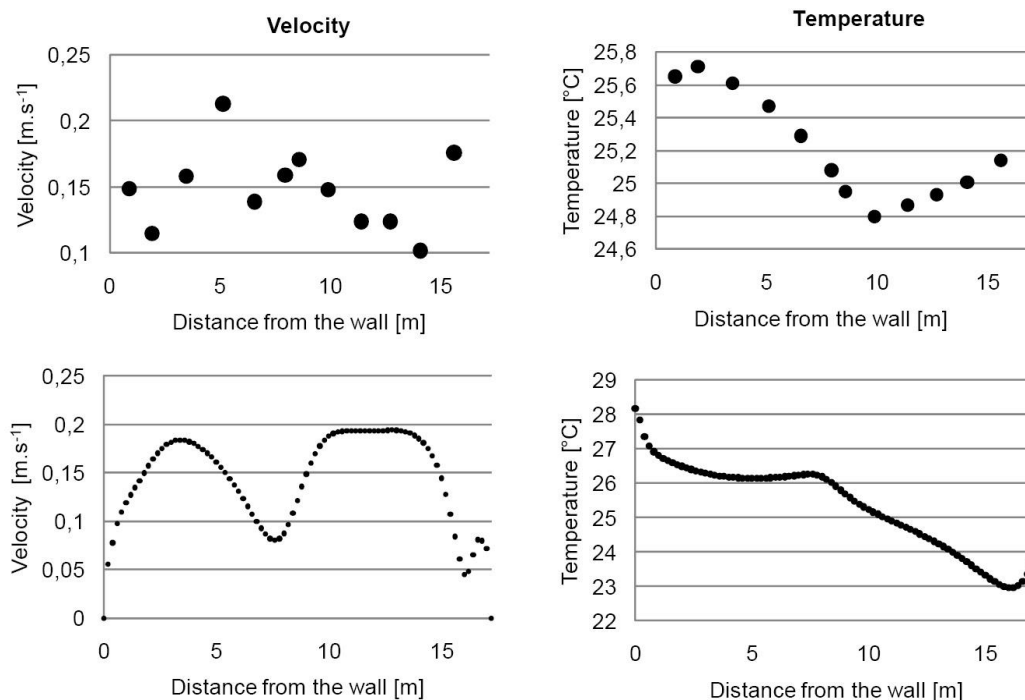 Velocity
0,25
0,2
0,15
0,1
Velocity [m.s-1]
0 5 10 15
Distance from the wall [m]
Temperature
25,8
25,6
25,4
25,2
25
24,8
24,6
Temperature [°C]
0 5 10 15
Distance from the wall [m]
0,25
0,2
0,15
0,1
0,05
0
Velocity [m.s-1]
0 5 10 15
Distance from the wall [m]
29
28
27
26
25
24
23
22
Temperature [°C]
0 5 10 15
Distance from the wall [m]